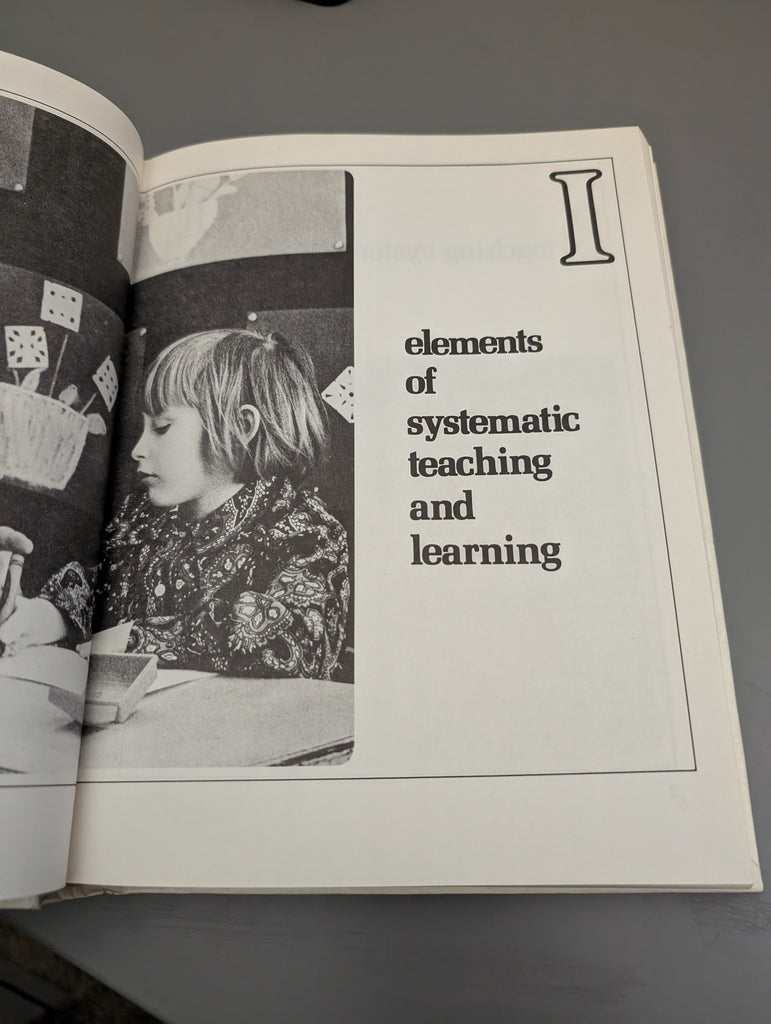 I
elements
of
systematic
teaching
and
learning